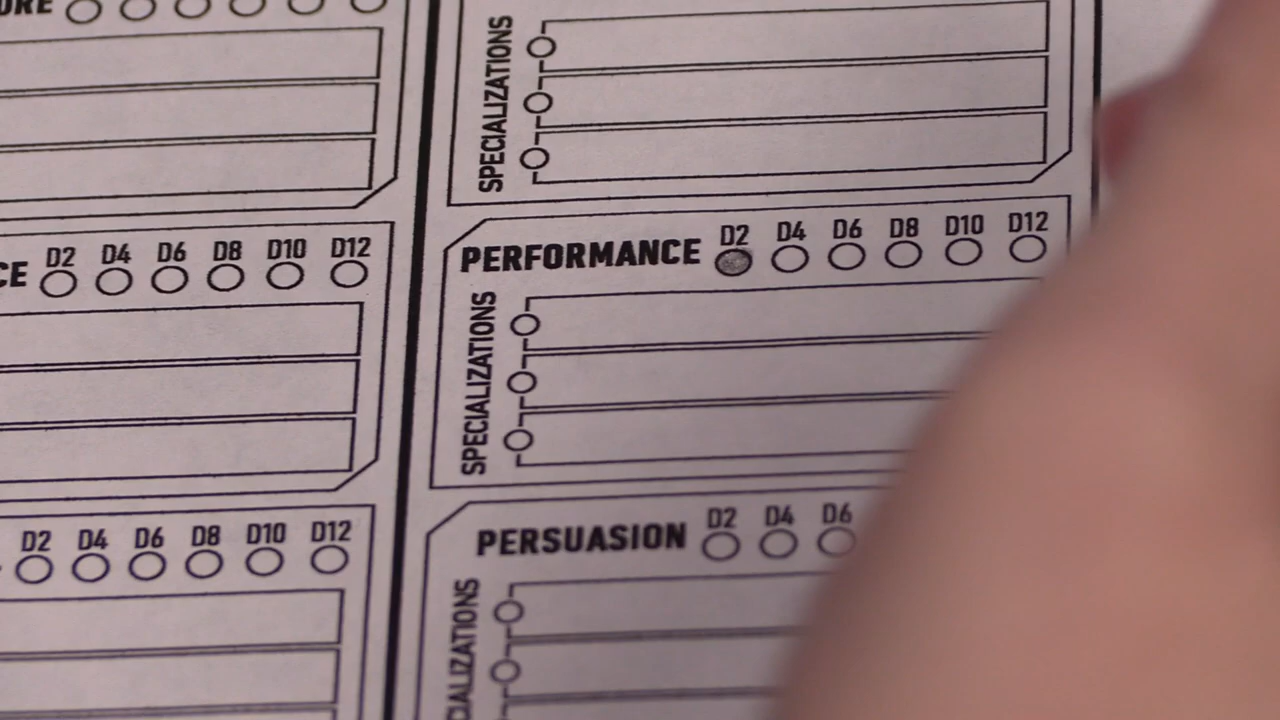 SPECIALIZATIONS
D2 D4 D6 D8 D10 D12
PERFORMANCE D2 D4 D6 D8 D10 D12
SPECIALIZATIONS
D2 D4 D6 D8 D10 D12
PERSUASION D2 D4 D6